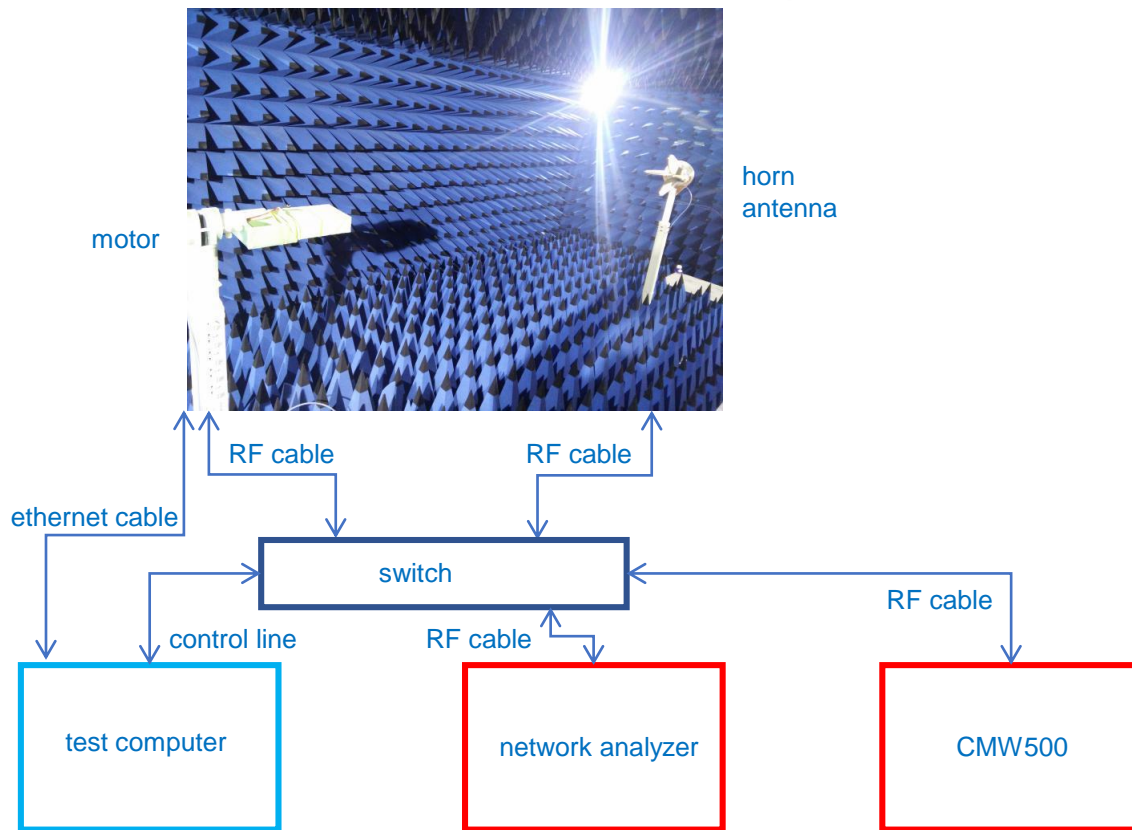 horn
antenna
motor
RF cable
RF cable
ethernet cable
switch
RF cable
control line
RF cable
test computer
network analyzer
CMW500